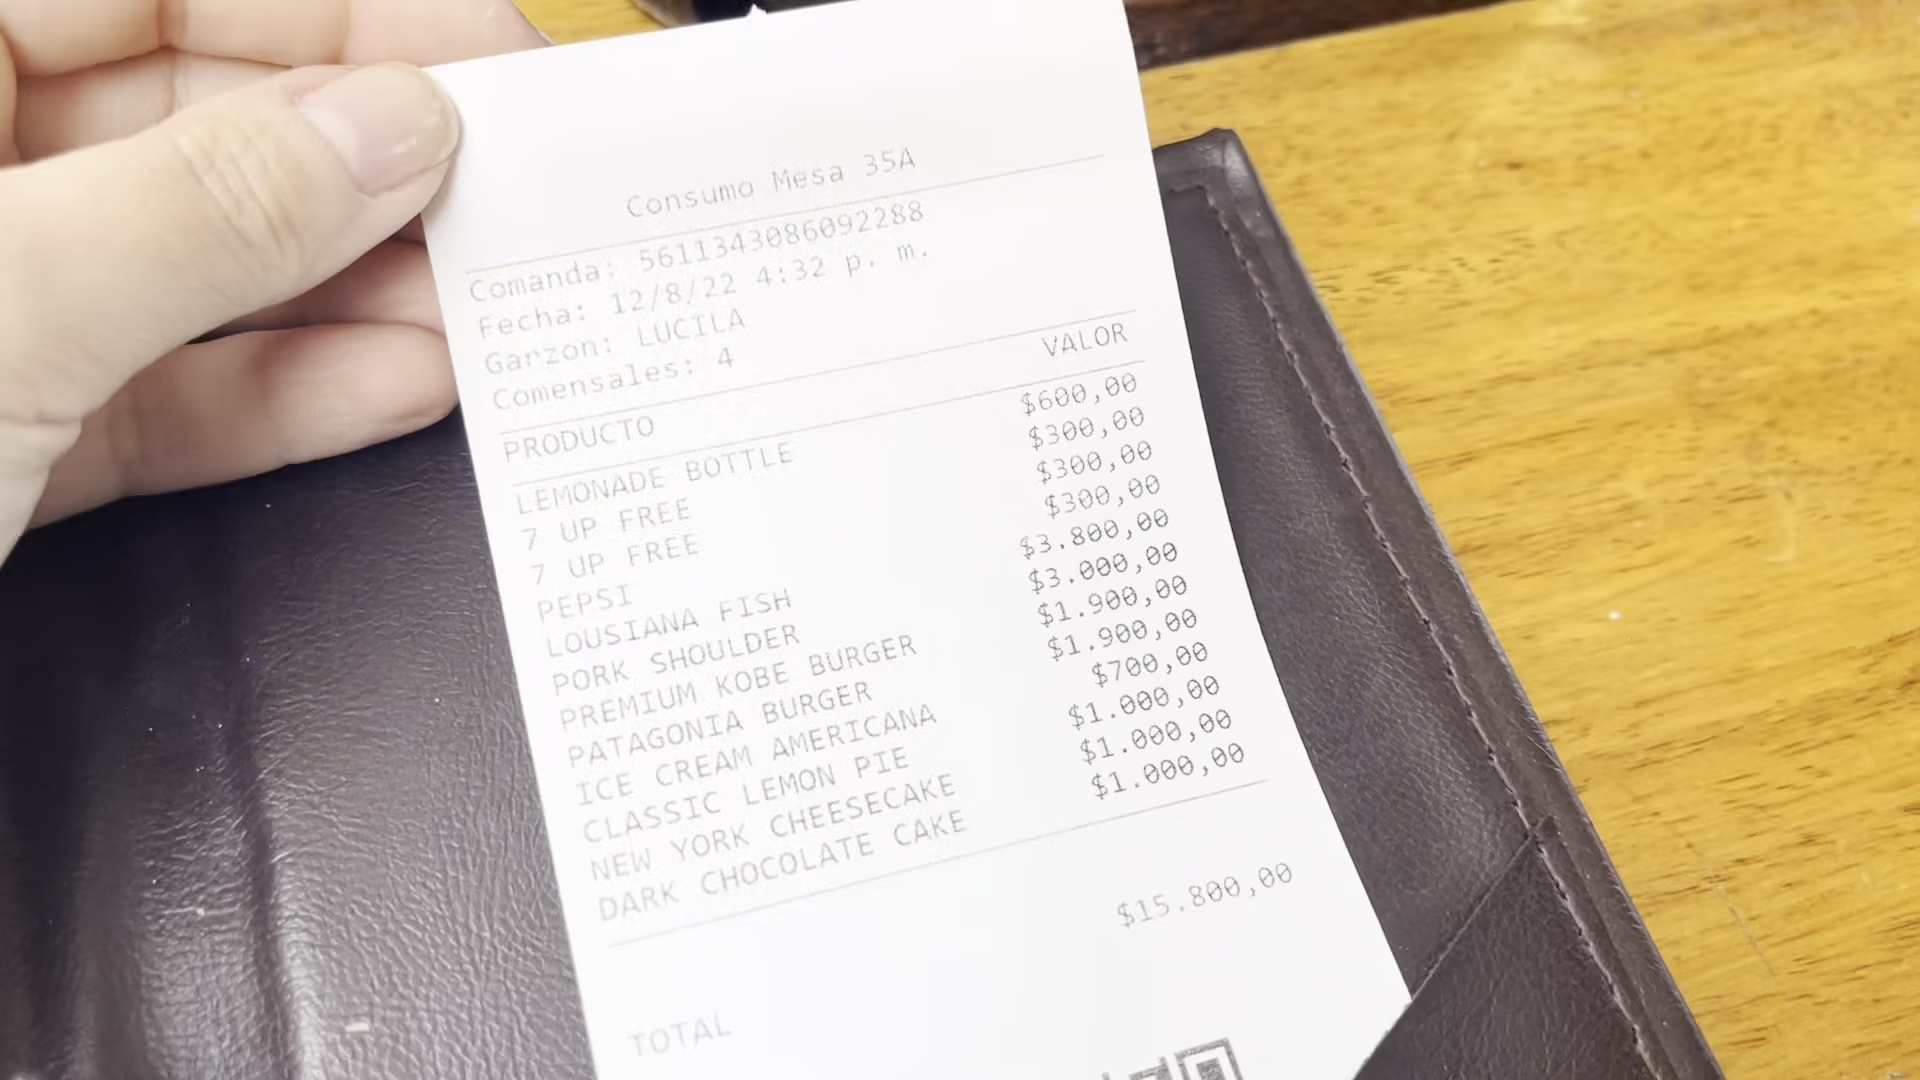 Consumo Mesa 35A
Comanda: 5611343086092288
Fecha: 12/8/22 4:32 p. m.
Garzon: LUCILA
Comensales: 4
PRODUCTO VALOR
LEMONADE BOTTLE $600,00
7 UP FREE $300,00
7 UP FREE $300,00
PEPSI $300,00
LOUSIANA FISH $3.800,00
PORK SHOULDER $3.000,00
PREMIUM KOBE BURGER $1.900,00
PATAGONIA BURGER $1.900,00
ICE CREAM AMERICANA $700,00
CLASSIC LEMON PIE $1.000,00
NEW YORK CHEESECAKE $1.000,00
DARK CHOCOLATE CAKE $1.000,00
TOTAL $15.800,00